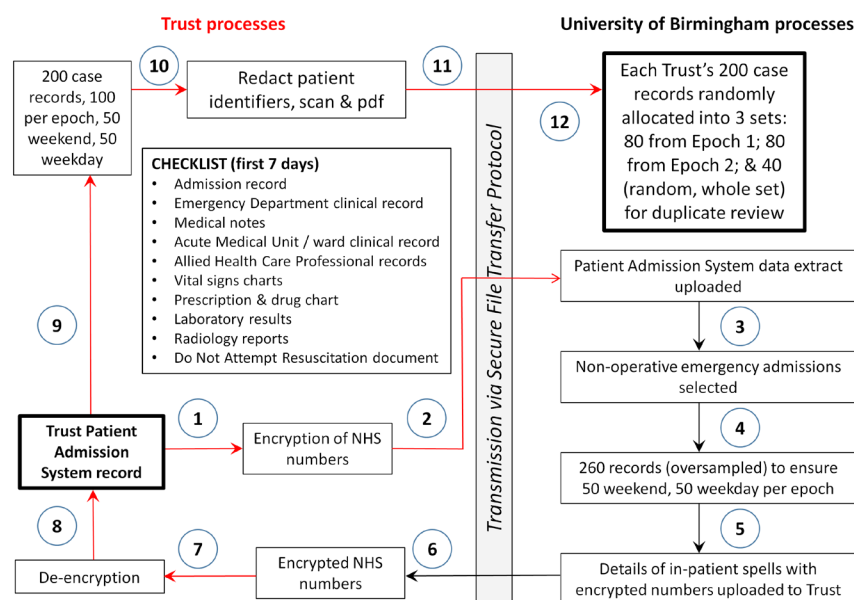 Trust processes
University of Birmingham processes
10
11
12
200 case
records, 100
per epoch, 50
weekend, 50
weekday
Redact patient
identifiers, scan & pdf
Each Trust's 200 case
records randomly
allocated into 3 sets:
80 from Epoch 1; 80
from Epoch 2; & 40
(random, whole set)
for duplicate review
CHECKLIST (first 7 days)
• Admission record
• Emergency Department clinical record
• Medical notes
• Acute Medical Unit / ward clinical record
• Allied Health Care Professional records
• Vital signs charts
• Prescription & drug chart
• Laboratory results
• Radiology reports
• Do Not Attempt Resuscitation document
Transmission via Secure File Transfer Protocol
Patient Admission System data extract
uploaded
9
3
Non-operative emergency admissions
selected
1
2
4
Trust Patient
Admission
System record
Encryption of NHS
numbers
260 records (oversampled) to ensure
50 weekend, 50 weekday per epoch
8
7
6
5
De-encryption
Encrypted NHS
numbers
Details of in-patient spells with
encrypted numbers uploaded to Trust